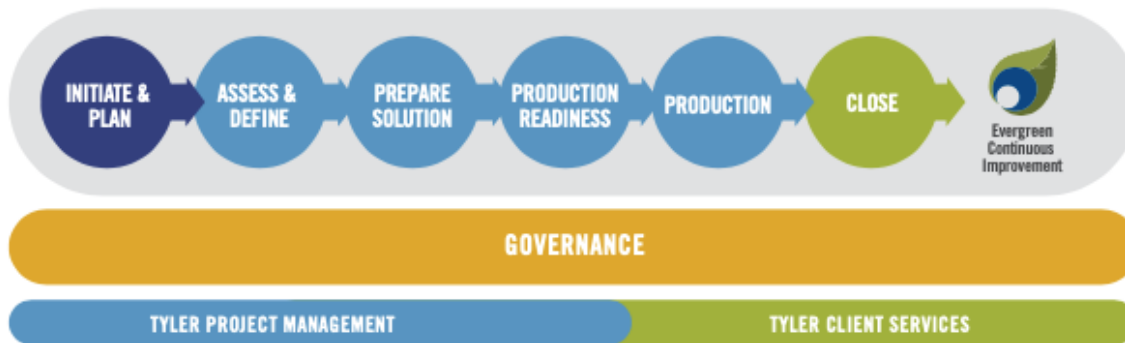 INITIATE &
PLAN
ASSESS &
DEFINE
PREPARE
SOLUTION
PRODUCTION
READINESS
PRODUCTION
CLOSE
Evergreen
Continuous
Improvement
GOVERNANCE
TYLER PROJECT MANAGEMENT
TYLER CLIENT SERVICES